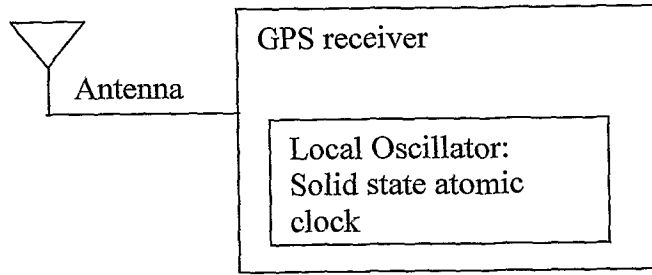 GPS receiver
Antenna
Local Oscillator:
Solid state atomic
clock